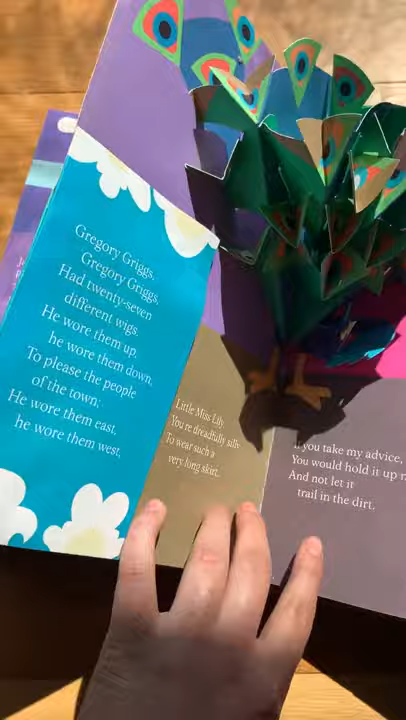 Gregory Griggs,
Gregory Griggs,
Had twenty-seven
different wigs.
He wore them up,
he wore them down,
To please the people
of the town;
He wore them east,
he wore them west,
Little Miss Lily,
You're dreadfully silly
To wear such a
very long skirt.
If you take my advice,
You would hold it up
And not let it
trail in the dirt.